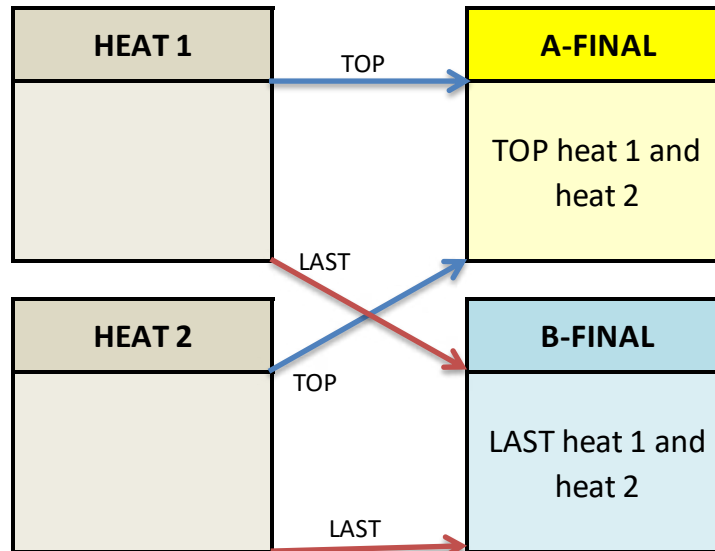 HEAT 1
TOP
A-FINAL
TOP heat 1 and
heat 2
LAST
HEAT 2
TOP
B-FINAL
LAST heat 1 and
heat 2
LAST